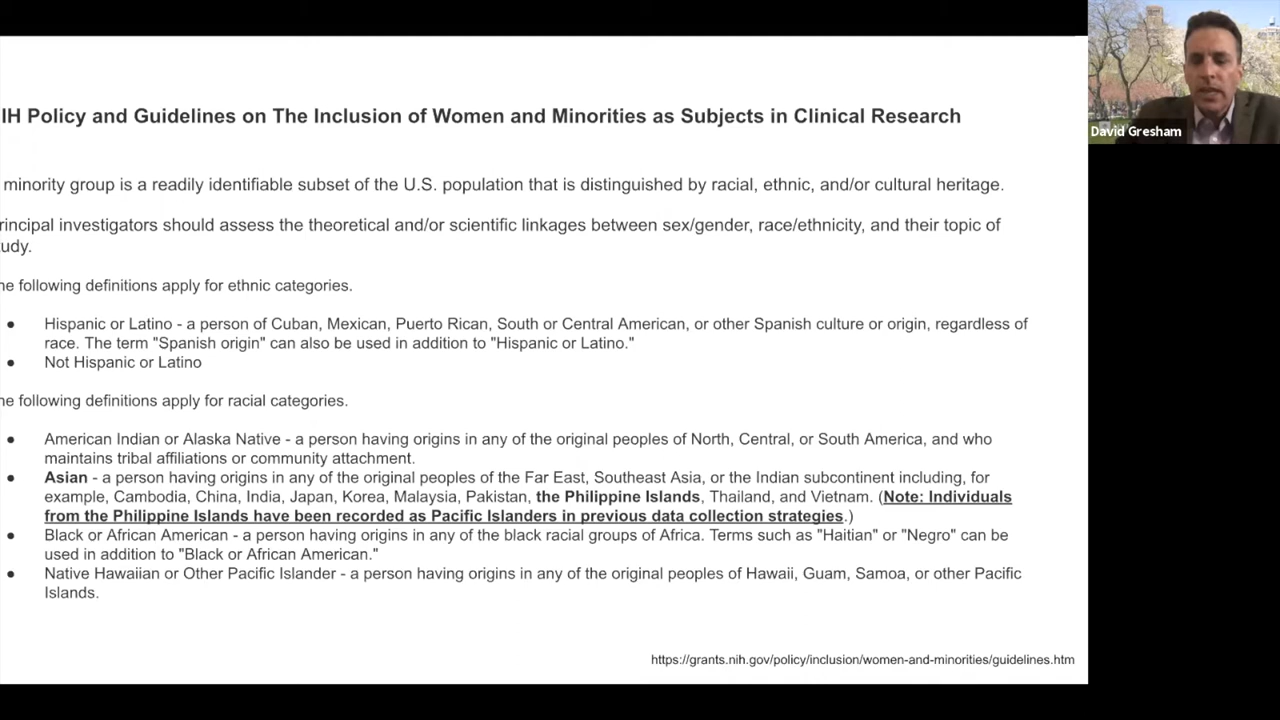 IH Policy and Guidelines on The Inclusion of Women and Minorities as Subjects in Clinical Research
David Gresham
minority group is a readily identifiable subset of the U.S. population that is distinguished by racial, ethnic, and/or cultural heritage.
rincipal investigators should assess the theoretical and/or scientific linkages between sex/gender, race/ethnicity, and their topic of
udy.
ne following definitions apply for ethnic categories.
● Hispanic or Latino - a person of Cuban, Mexican, Puerto Rican, South or Central American, or other Spanish culture or origin, regardless of
race. The term "Spanish origin" can also be used in addition to "Hispanic or Latino."
● Not Hispanic or Latino
ne following definitions apply for racial categories.
● American Indian or Alaska Native - a person having origins in any of the original peoples of North, Central, or South America, and who
maintains tribal affiliations or community attachment.
● Asian - a person having origins in any of the original peoples of the Far East, Southeast Asia, or the Indian subcontinent including, for
example, Cambodia, China, India, Japan, Korea, Malaysia, Pakistan, the Philippine Islands, Thailand, and Vietnam. (Note: Individuals
from the Philippine Islands have been recorded as Pacific Islanders in previous data collection strategies.)
● Black or African American - a person having origins in any of the black racial groups of Africa. Terms such as "Haitian" or "Negro" can be
used in addition to "Black or African American."
● Native Hawaiian or Other Pacific Islander - a person having origins in any of the original peoples of Hawaii, Guam, Samoa, or other Pacific
Islands.
https://grants.nih.gov/policy/inclusion/women-and-minorities/guidelines.htm